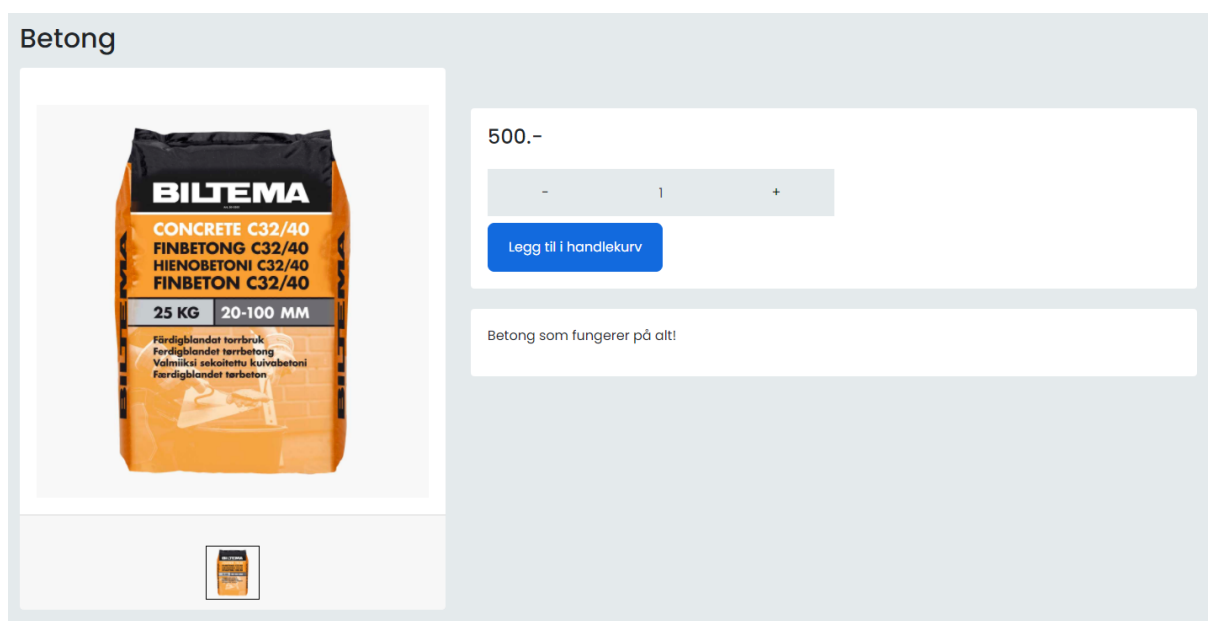 Betong
BILTEMA
CONCRETE C32/40
FINBETONG C32/40
HIENOBETONI C32/40
FINBETON C32/40
25 KG 20-100 MM
Färdigblandat torrbruk
Ferdigblandet tørrbetong
Valmiiksi sekoitettu kuivabetoni
Færdigblandet tørbeton
BILTEMA
BILTEMA
500.-
- 1 +
Legg til i handlekurv
Betong som fungerer på alt!